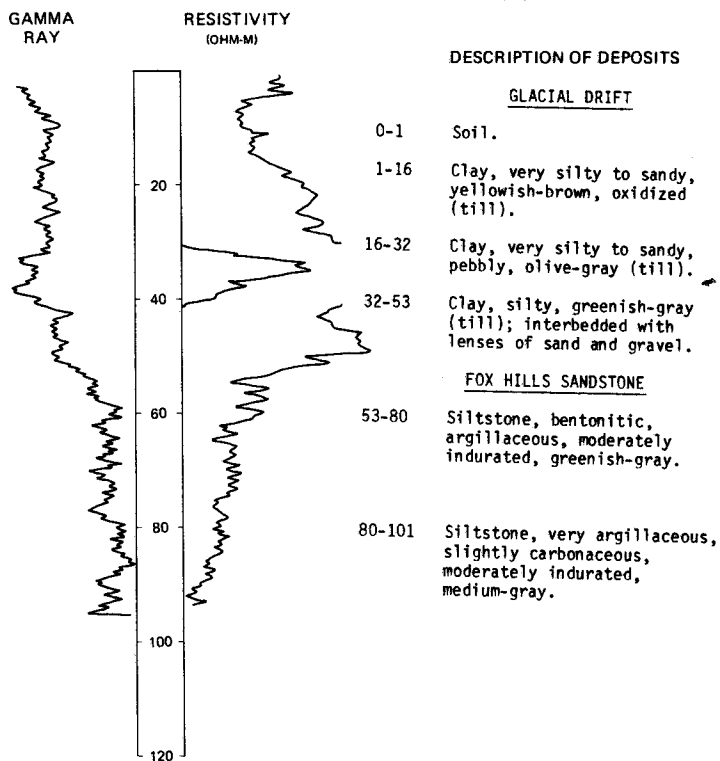 GAMMA RAY
RESISTIVITY
(OHM-M)
DESCRIPTION OF DEPOSITS
GLACIAL DRIFT
0-1 Soil.
1-16 Clay, very silty to sandy,
yellowish-brown, oxidized
(till).
16-32 Clay, very silty to sandy,
pebbly, olive-gray (till).
32-53 Clay, silty, greenish-gray
(till); interbedded with
lenses of sand and gravel.
FOX HILLS SANDSTONE
53-80 Siltstone, bentonitic,
argillaceous, moderately
indurated, greenish-gray.
80-101 Siltstone, very argillaceous,
slightly carbonaceous,
moderately indurated,
medium-gray.
20
40
60
80
100
120